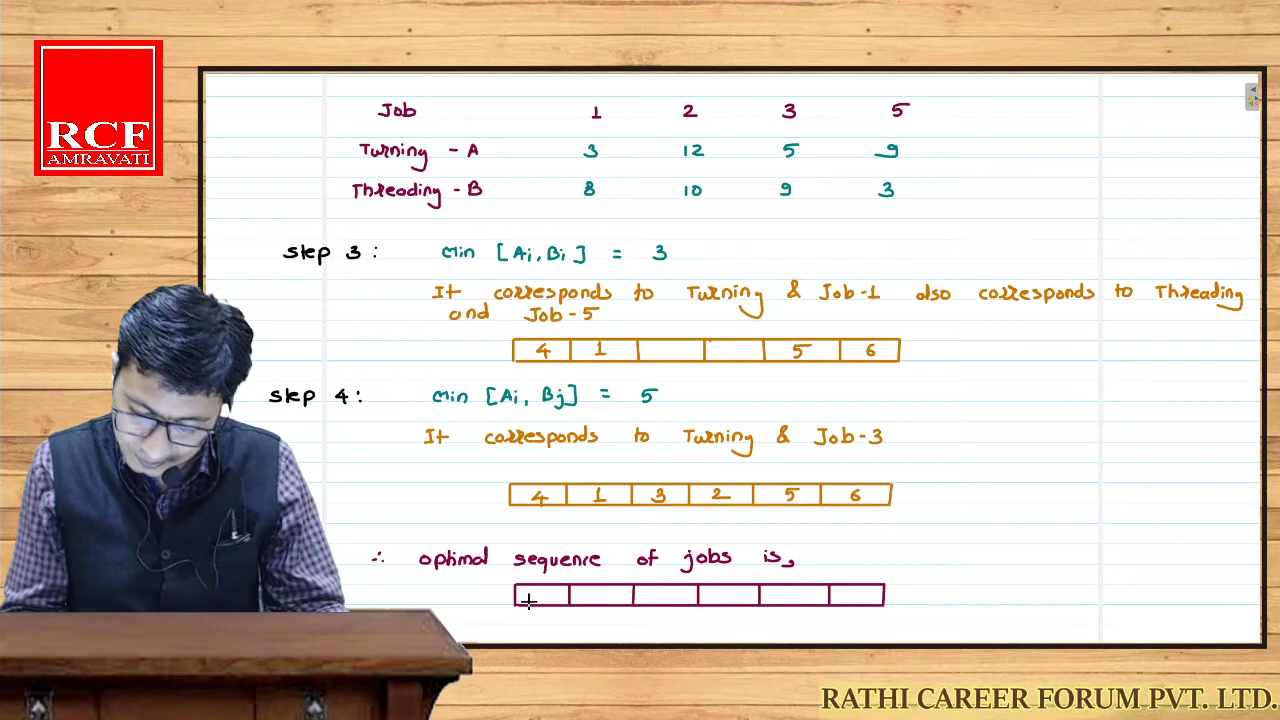 RCF
AMRAVATI
Job 1 2 3 5
Turning - A 3 12 5 9
Threading - B 8 10 9 3
step 3 : min [Ai, Bi] = 3
It corresponds to Turning & Job-1 also corresponds to Threading
and Job-5
4 1 5 6
step 4 : min [Ai, Bj] = 5
It corresponds to Turning & Job-3
4 1 3 2 5 6
∴ optimal sequence of jobs is,
RATHI CAREER FORUM PVT. LTD.